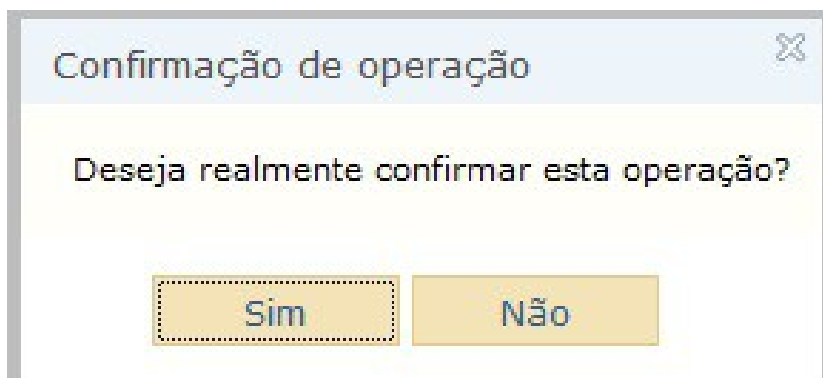 Confirmação de operação
Deseja realmente confirmar esta operação?
Sim
Não